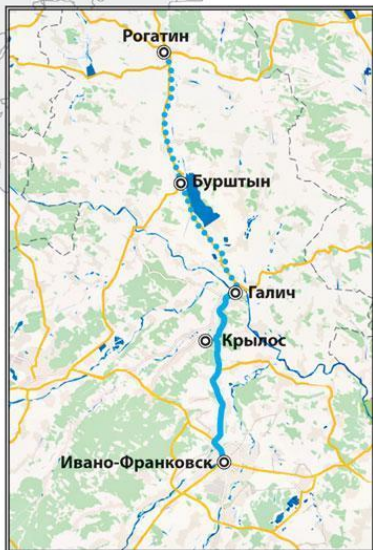 Рогатин
Бурштын
Галич
Крылос
Ивано-Франковск